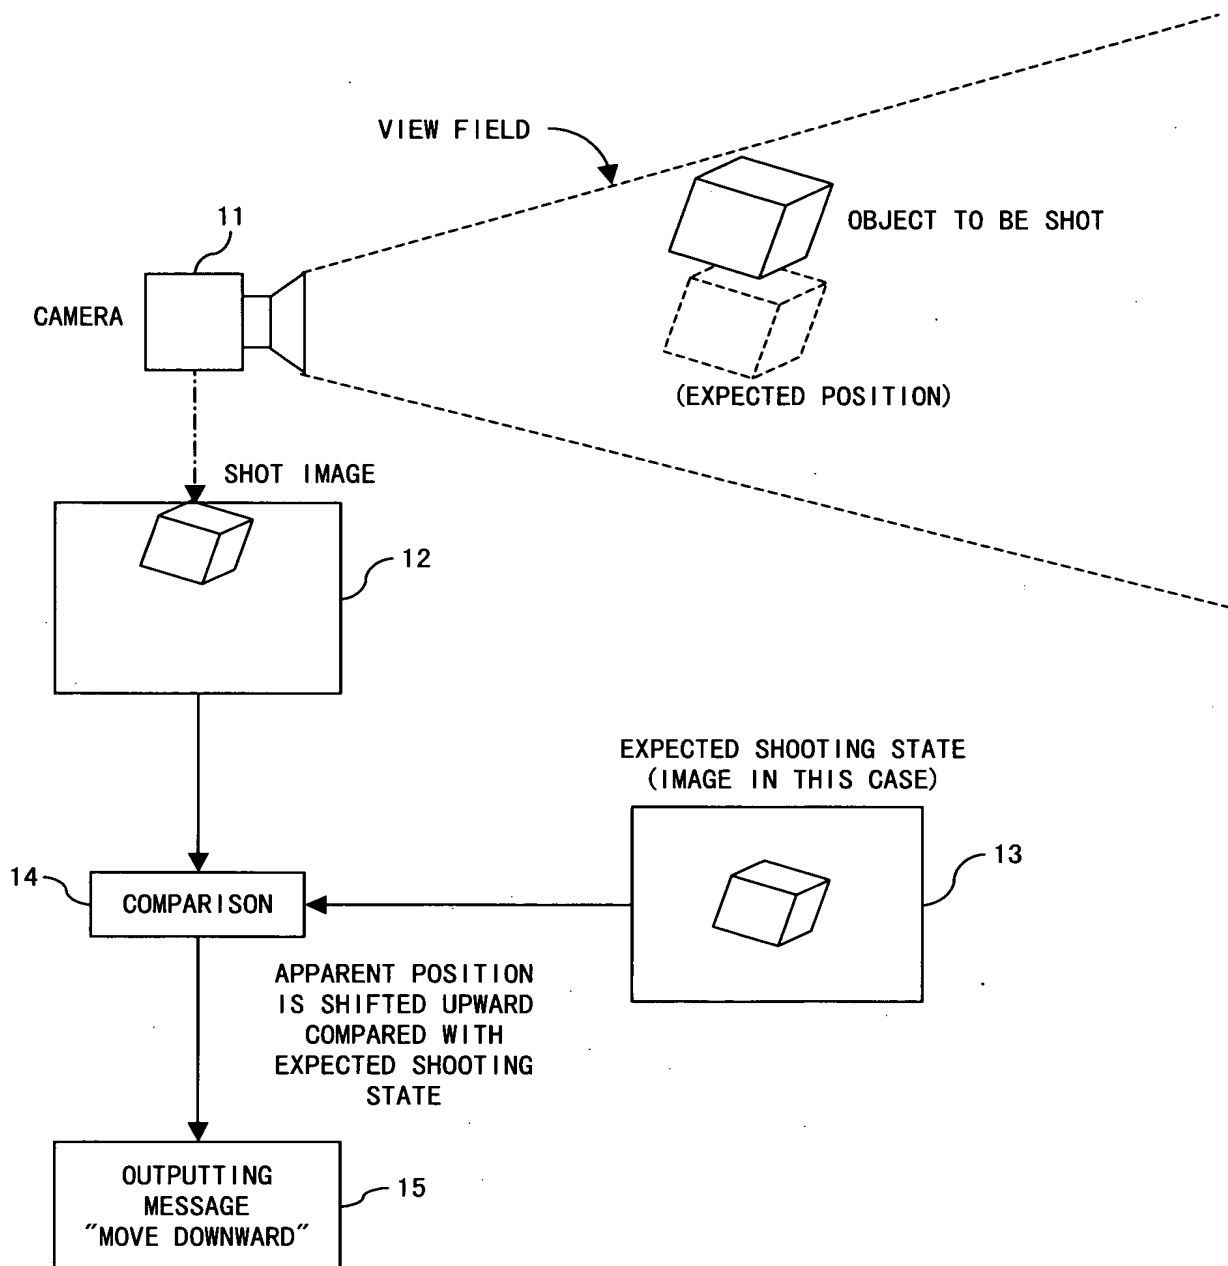 VIEW FIELD
11
OBJECT TO BE SHOT
CAMERA
(EXPECTED POSITION)
SHOT IMAGE
12
EXPECTED SHOOTING STATE
(IMAGE IN THIS CASE)
13
14
COMPARISON
APPARENT POSITION
IS SHIFTED UPWARD
COMPARED WITH
EXPECTED SHOOTING
STATE
OUTPUTTING
MESSAGE
"MOVE DOWNWARD"
15